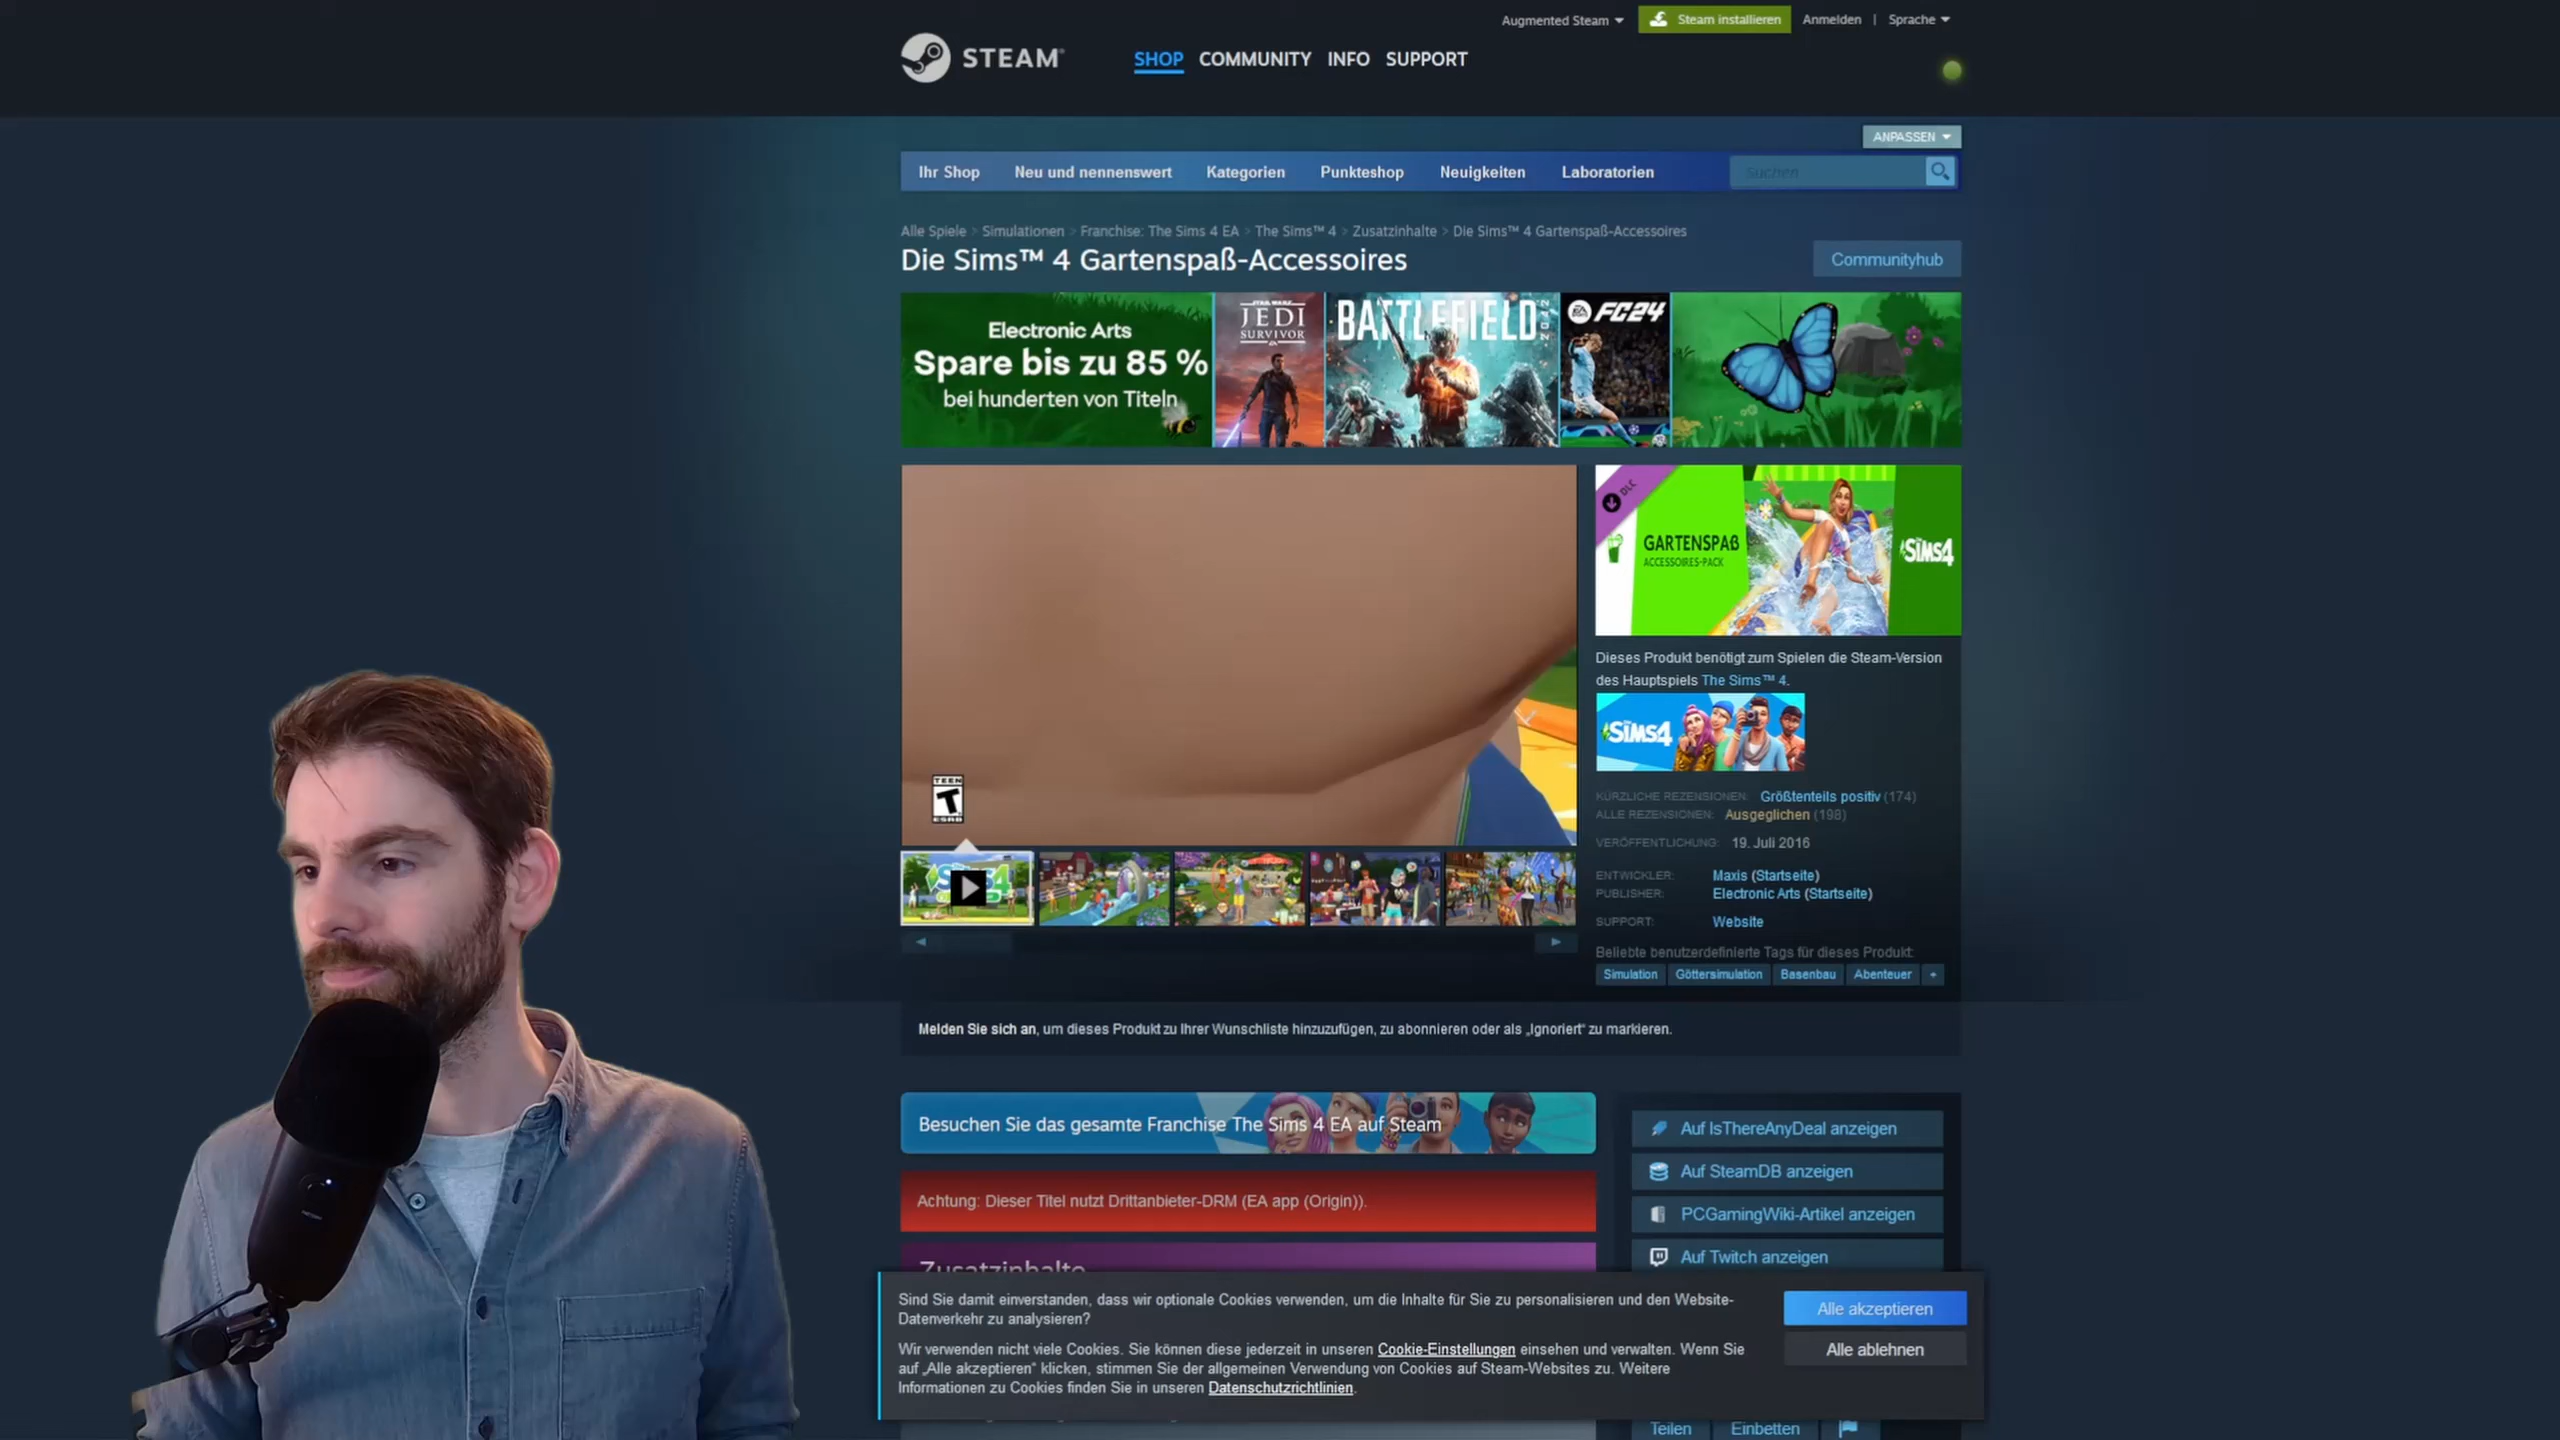 Augmented Steam
Steam installieren
Anmelden | Sprache
STEAM
SHOP COMMUNITY INFO SUPPORT
ANPASSEN
Ihr Shop Neu und nennenswert Kategorien Punkteshop Neuigkeiten Laboratorien Suchen
Alle Spiele > Simulationen > Franchise: The Sims 4 EA > The Sims™ 4 > Zusatzinhalte > Die Sims™ 4 Gartenspaß-Accessoires
Die Sims™ 4 Gartenspaß-Accessoires
Communityhub
Electronic Arts
Spare bis zu 85 %
bei hunderten von Titeln
STAR WARS
JEDI
SURVIVOR
BATTLEFIELD 2042
FC24
DLC
GARTENSPAß
ACCESSOIRES-PACK
SiMS4
Dieses Produkt benötigt zum Spielen die Steam-Version
des Hauptspiels The Sims™ 4.
SiMS4
TEEN
T
ESRB
KÜRZLICHE REZENSIONEN: Größtenteils positiv (174)
ALLE REZENSIONEN: Ausgeglichen (198)
VERÖFFENTLICHUNG: 19. Juli 2016
ENTWICKLER: Maxis (Startseite)
PUBLISHER: Electronic Arts (Startseite)
SUPPORT: Website
Beliebte benutzerdefinierte Tags für dieses Produkt:
Simulation Göttersimulation Basenbau Abenteuer +
Melden Sie sich an, um dieses Produkt zu Ihrer Wunschliste hinzuzufügen, zu abonnieren oder als „Ignoriert“ zu markieren.
Besuchen Sie das gesamte Franchise The Sims 4 EA auf Steam
Achtung: Dieser Titel nutzt Drittanbieter-DRM (EA app (Origin)).
Zusatzinhalte
Auf IsThereAnyDeal anzeigen
Auf SteamDB anzeigen
PCGamingWiki-Artikel anzeigen
Auf Twitch anzeigen
Sind Sie damit einverstanden, dass wir optionale Cookies verwenden, um die Inhalte für Sie zu personalisieren und den Website-
Datenverkehr zu analysieren?
Wir verwenden nicht viele Cookies. Sie können diese jederzeit in unseren Cookie-Einstellungen einsehen und verwalten. Wenn Sie
auf „Alle akzeptieren“ klicken, stimmen Sie der allgemeinen Verwendung von Cookies auf Steam-Websites zu. Weitere
Informationen zu Cookies finden Sie in unseren Datenschutzrichtlinien.
Alle akzeptieren
Alle ablehnen
Teilen Einbetten